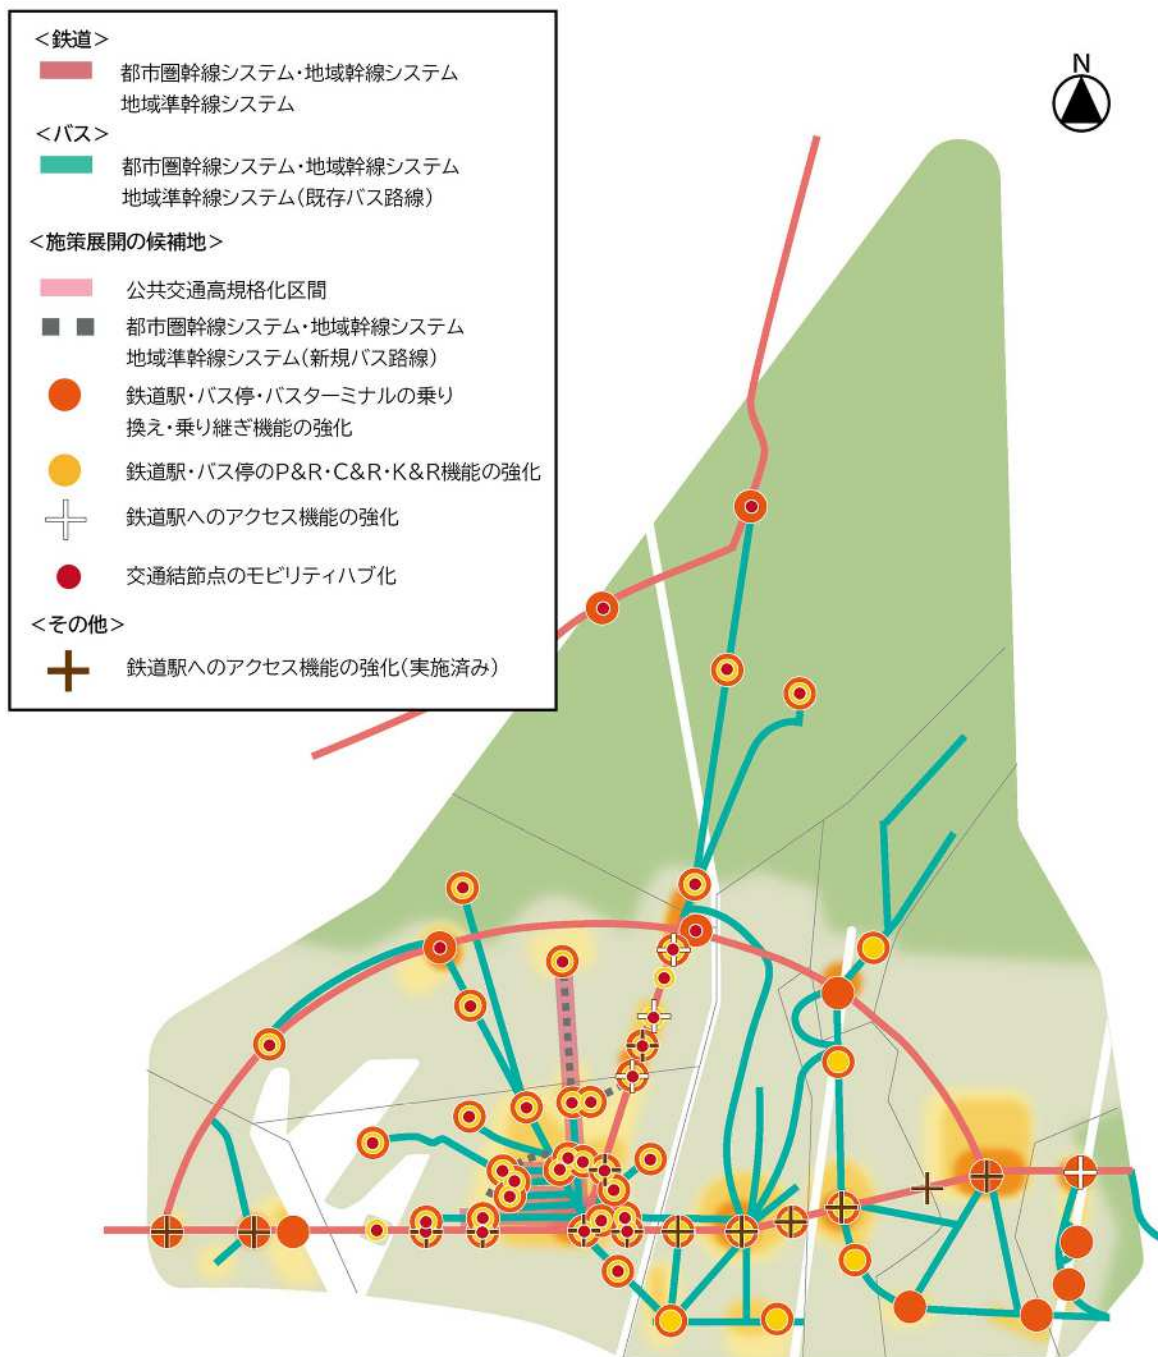 <鉄道>
都市圏幹線システム・地域幹線システム
地域準幹線システム
<バス>
都市圏幹線システム・地域幹線システム
地域準幹線システム(既存バス路線)
<施策展開の候補地>
公共交通高規格化区間
都市圏幹線システム・地域幹線システム
地域準幹線システム(新規バス路線)
鉄道駅・バス停・バスターミナルの乗り
換え・乗り継ぎ機能の強化
鉄道駅・バス停のP&R・C&R・K&R機能の強化
鉄道駅へのアクセス機能の強化
交通結節点のモビリティハブ化
<その他>
鉄道駅へのアクセス機能の強化(実施済み)
N